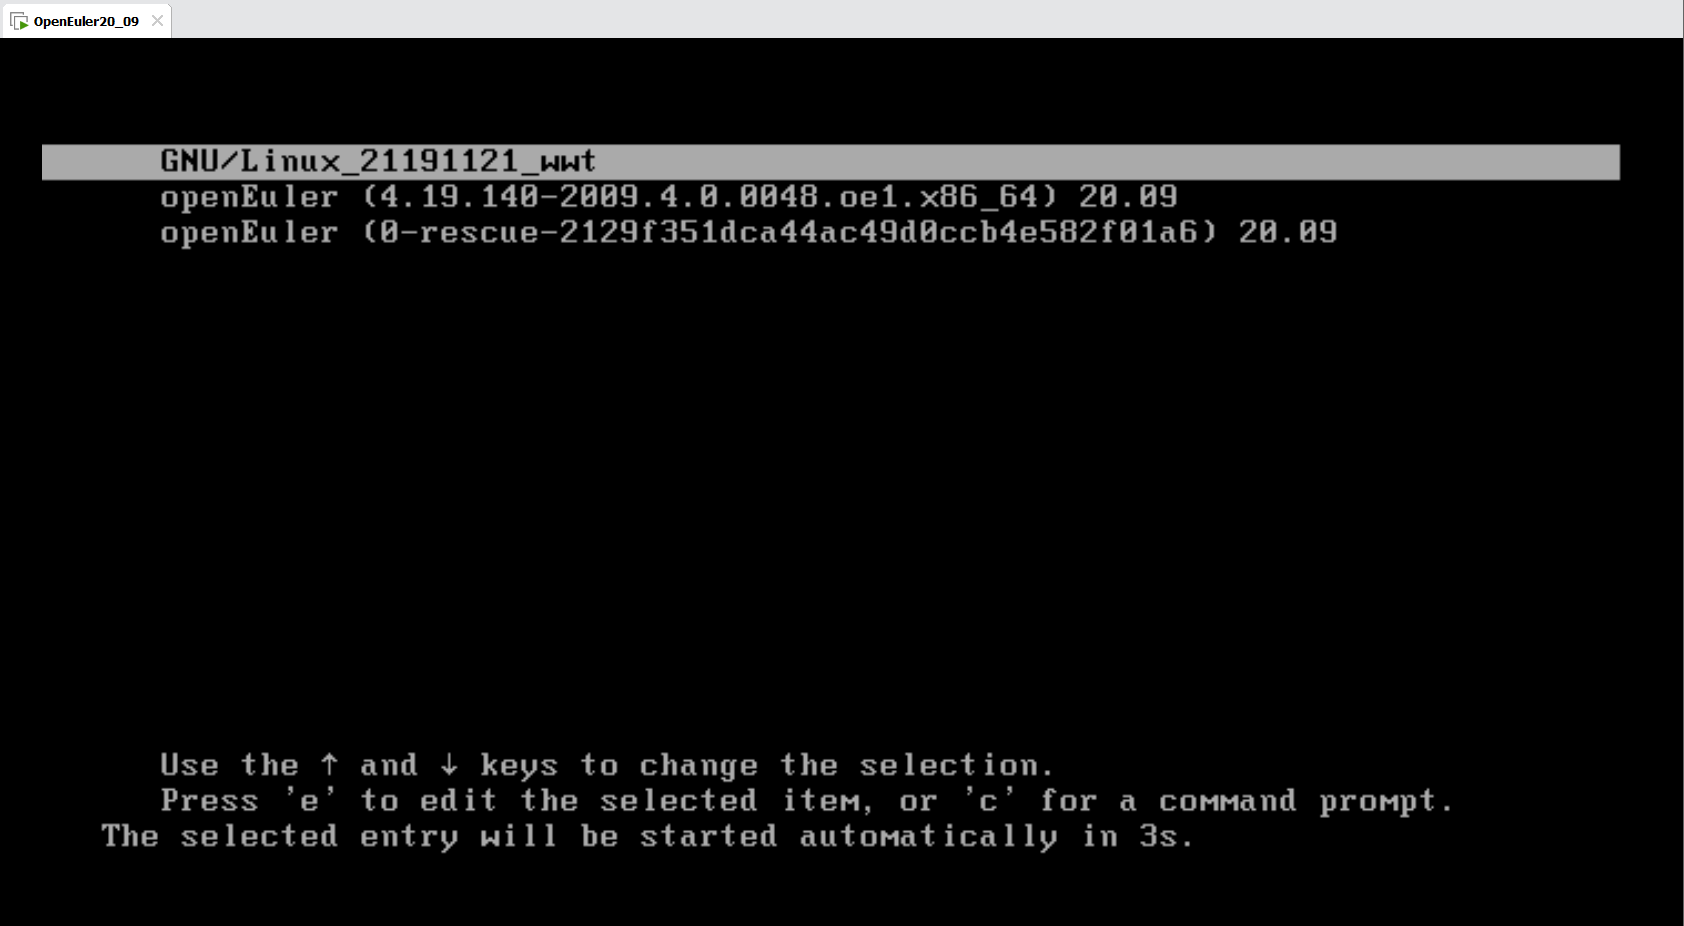 OpenEuler20_09
GNU/Linux_21191121_wwt
openEuler (4.19.140-2009.4.0.0048.oe1.x86_64) 20.09
openEuler (0-rescue-2129f351dca44ac49d0ccb4e582f01a6) 20.09
Use the ↑ and ↓ keys to change the selection.
Press 'e' to edit the selected item, or 'c' for a command prompt.
The selected entry will be started automatically in 3s.